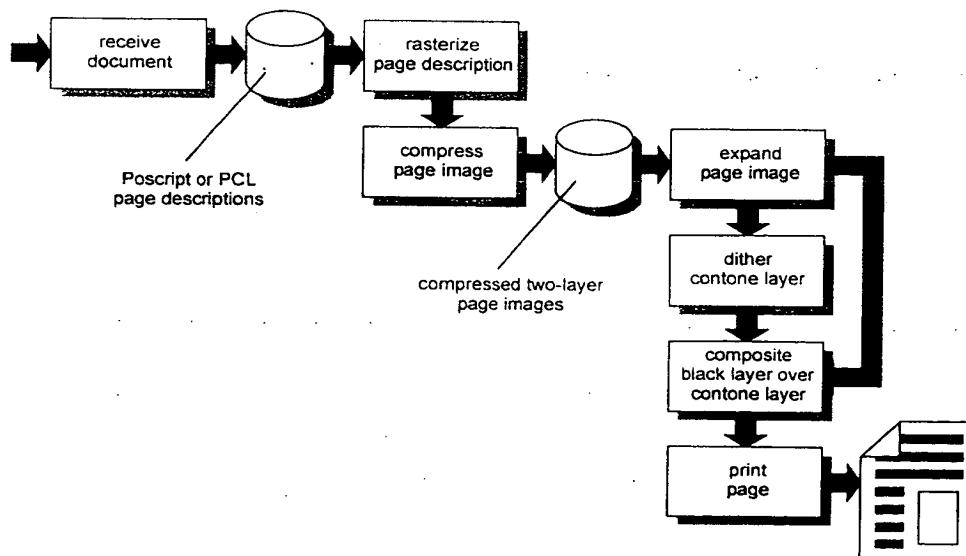 receive
document
rasterize
page description
compress
page image
Poscript or PCL
page descriptions
compressed two-layer
page images
expand
page image
dither
contone layer
composite
black layer over
contone layer
print
page